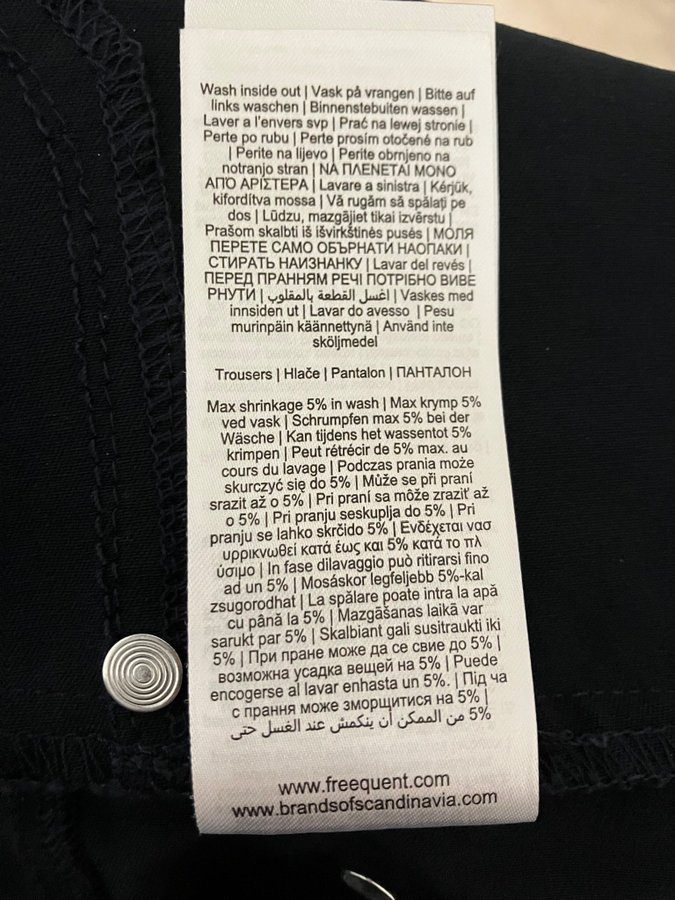 Wash inside out | Vask på vrangen | Bitte auf
links waschen | Binnenstebuiten wassen |
Laver a l'envers svp | Prać na lewej stronie |
Perte po rubu | Perte prosím otočené na rub
| Perite na lijevo | Perite obrnjeno na
notranjo stran | ΝΑ ΠΛΕΝΕΤΑΙ ΜΟΝΟ
ΑΠΌ ΑΡΙΣΤΕΡΑ | Lavare a sinistra | Kérjük,
kifordítva mossa | Vă rugăm să spălați pe
dos | Lūdzu, mazgājiet tikai izvērstu |
Prašom skalbti iš išvirkštinės pusės | МОЛЯ
ПЕРЕТЕ САМО ОБЪРНАТИ НАОПАКИ |
СТИРАТЬ НАИЗНАНКУ | Lavar del revés |
ПЕРЕД ПРАННЯМ РЕЧІ ПОТРІБНО ВИВЕ
РНУТИ | اغسل القطعة بالمقلوب | Vaskes med
innsiden ut | Lavar do avesso | Pesu
murinpäin käännettynä | Använd inte
sköljmedel
Trousers | Hlače | Pantalon | ПАНТАЛОН
Max shrinkage 5% in wash | Max krymp 5%
ved vask | Schrumpfen max 5% bei der
Wäsche | Kan tijdens het wassentot 5%
krimpen | Peut rétrécir de 5% max. au
cours du lavage | Podczas prania może
skurczyć się do 5% | Může se při praní
srazit až o 5% | Pri praní sa môže zraziť až
o 5% | Pri pranju seskuplja do 5% | Pri
pranju se lahko skrčido 5% | Ενδέχεται νασ
υρρικνωθεί κατά έως και 5% κατά το πλ
ύσιμο | In fase dilavaggio può ritirarsi fino
ad un 5% | Mosáskor legfeljebb 5%-kal
zsugorodhat | La spălare poate intra la apă
cu până la 5% | Mazgāšanas laikā var
sarukt par 5% | Skalbiant gali susitraukti iki
5% | При пране може да се свие до 5% |
возможна усадка вещей на 5% | Puede
encogerse al lavar enhasta un 5%. | Під ча
с прання може зморщитися на 5% |
5% من الممكن أن ينكمش عند الغسل حتى
www.freequent.com
www.brandsofscandinavia.com